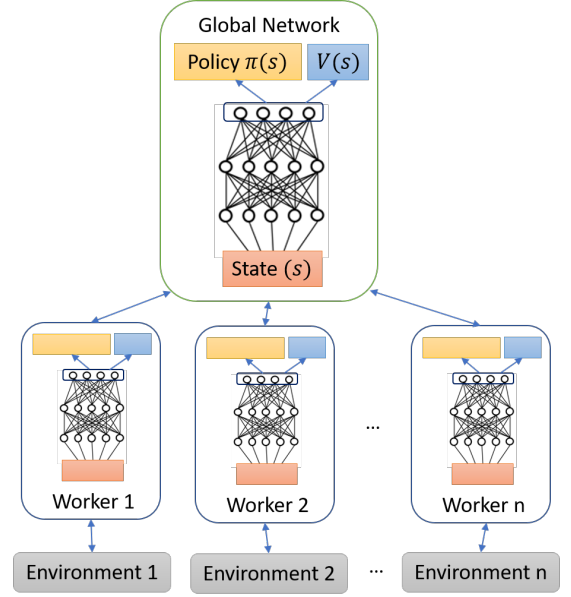 Global Network
Policy π(s)
V(s)
State (s)
Worker 1
Worker 2
...
Worker n
Environment 1
Environment 2
...
Environment n